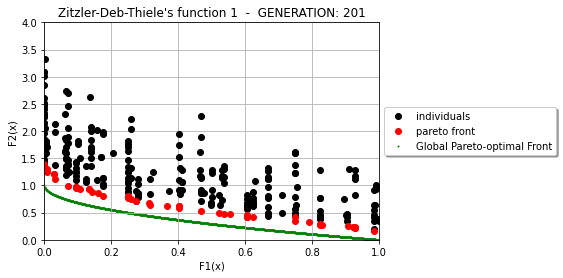 Zitzler-Deb-Thiele's function 1 - GENERATION: 201
4.0
3.5
3.0
2.5
2.0
1.5
1.0
0.5
0.0
F2(x)
0.0 0.2 0.4 0.6 0.8 1.0
F1(x)
individuals
pareto front
Global Pareto-optimal Front